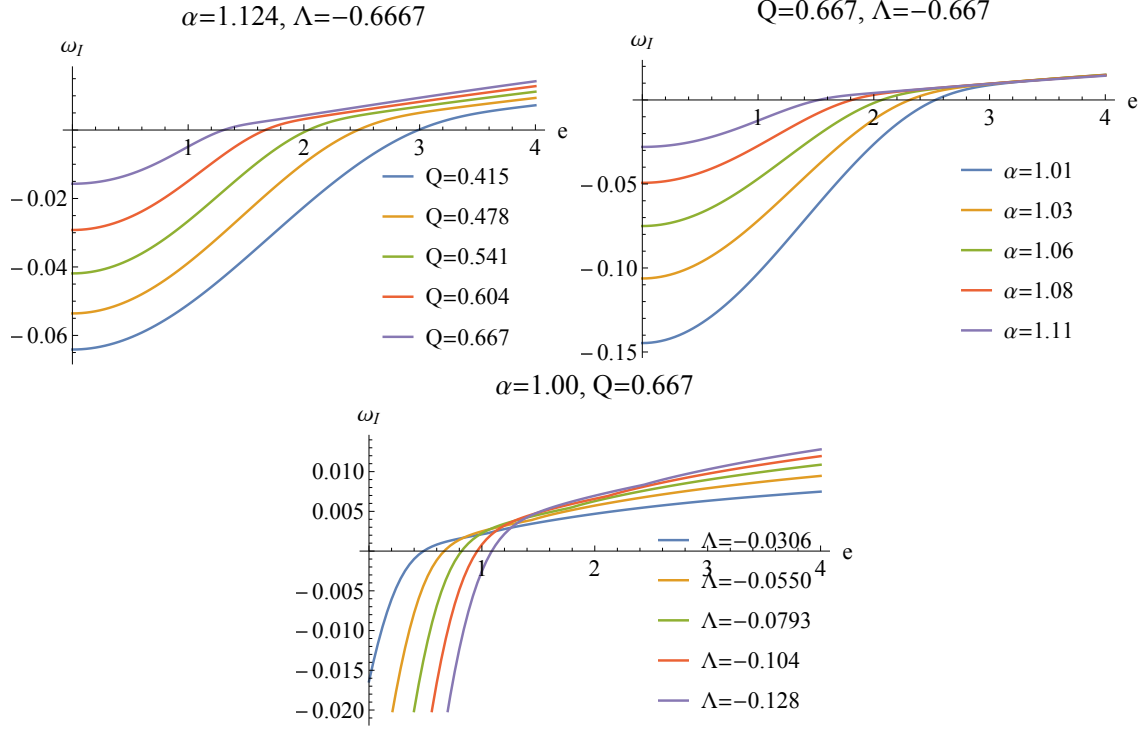 α=1.124, Λ=−0.6667
ω_I
1 2 3 4 e
−0.02
−0.04
−0.06
Q=0.415
Q=0.478
Q=0.541
Q=0.604
Q=0.667
Q=0.667, Λ=−0.667
ω_I
1 2 3 4 e
−0.05
−0.10
−0.15
α=1.01
α=1.03
α=1.06
α=1.08
α=1.11
α=1.00, Q=0.667
ω_I
0.010
0.005
1 2 3 4 e
−0.005
−0.010
−0.015
−0.020
Λ=−0.0306
Λ=−0.0550
Λ=−0.0793
Λ=−0.104
Λ=−0.128